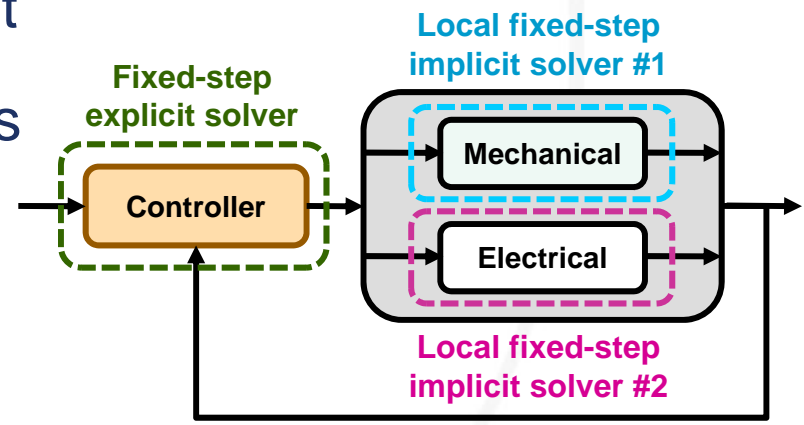 t
s
Fixed-step
explicit solver
Controller
Local fixed-step
implicit solver #1
Mechanical
Electrical
Local fixed-step
implicit solver #2